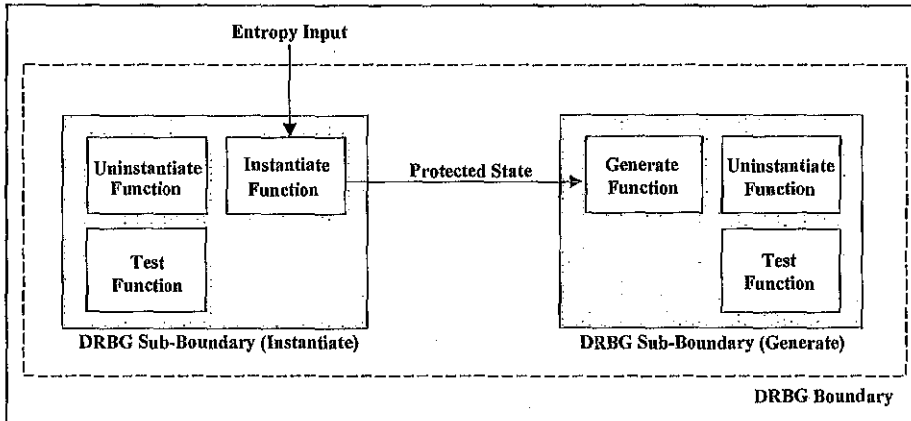 Entropy Input
Uninstantiate
Function
Instantiate
Function
Protected State
Generate
Function
Uninstantiate
Function
Test
Function
Test
Function
DRBG Sub-Boundary (Instantiate)
DRBG Sub-Boundary (Generate)
DRBG Boundary